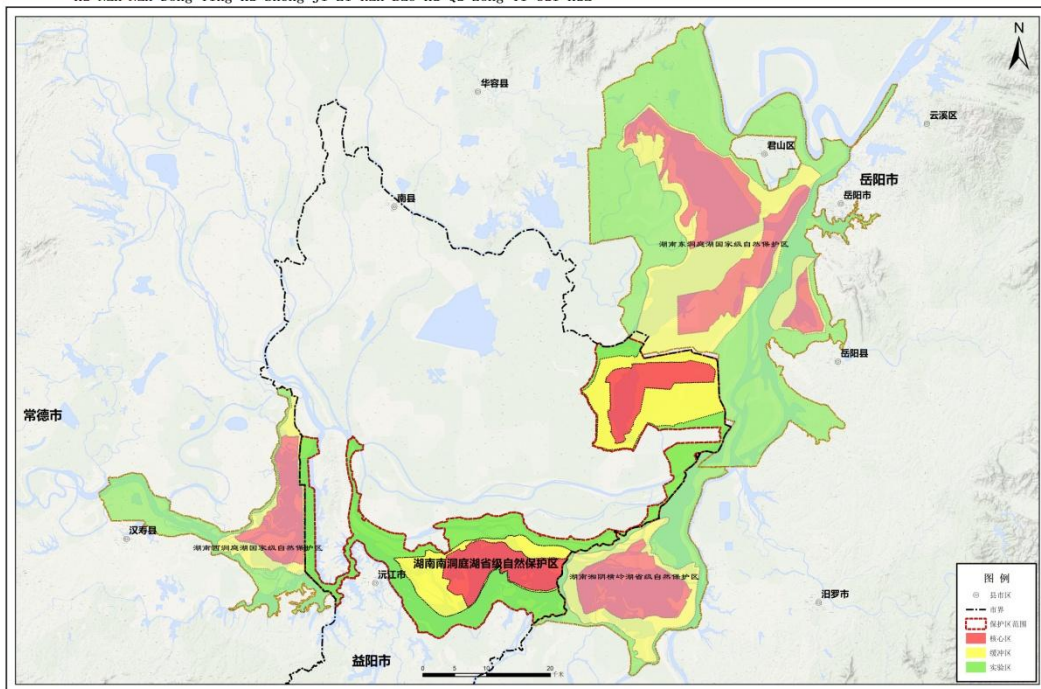 N
华容县
云溪区
君山区
岳阳市
岳阳市
南县
湖南东洞庭湖国家级自然保护区
岳阳县
常德市
汉寿县
湖南西洞庭湖国家级自然保护区
沅江市
湖南南洞庭湖省级自然保护区
湖南湘阴横岭湖省级自然保护区
汨罗市
益阳市
0 5 10 20
千米
图 例
县市区
市界
保护区范围
核心区
缓冲区
实验区